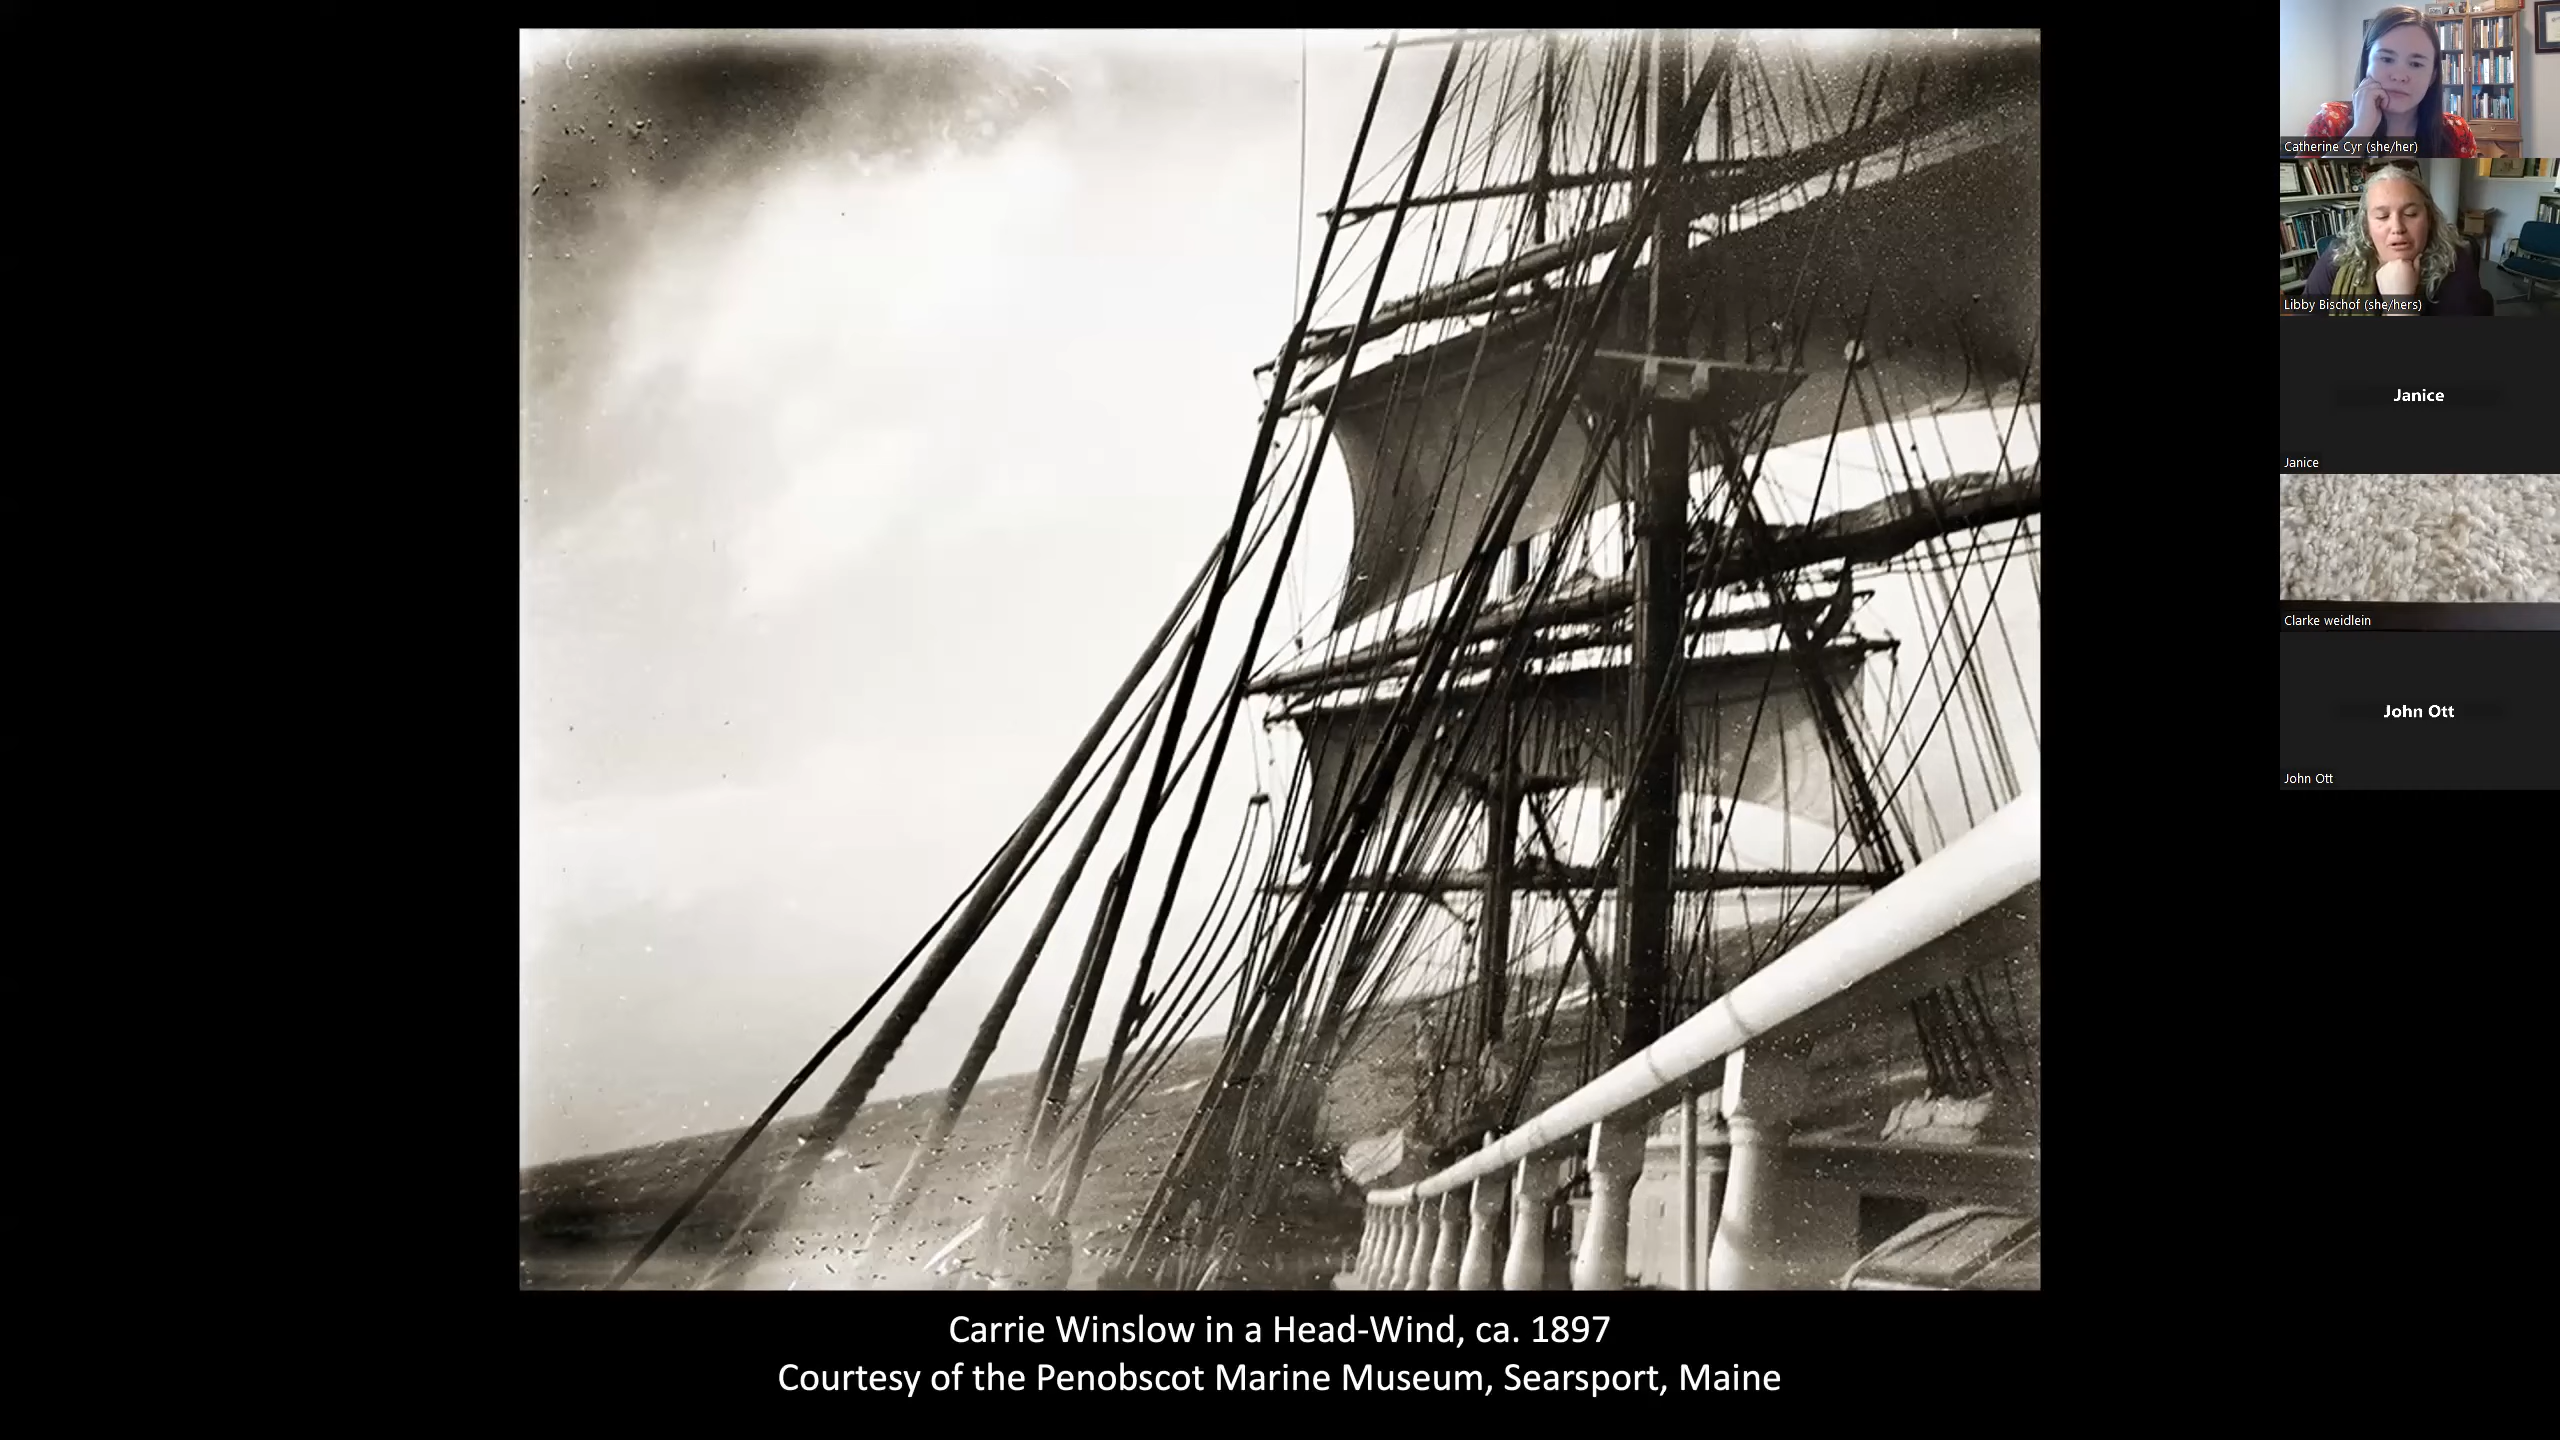 Carrie Winslow in a Head-Wind, ca. 1897
Courtesy of the Penobscot Marine Museum, Searsport, Maine
Catherine Cyr (she/her)
Libby Bischof (she/hers)
Janice
Janice
Clarke weidlein
John Ott
John Ott